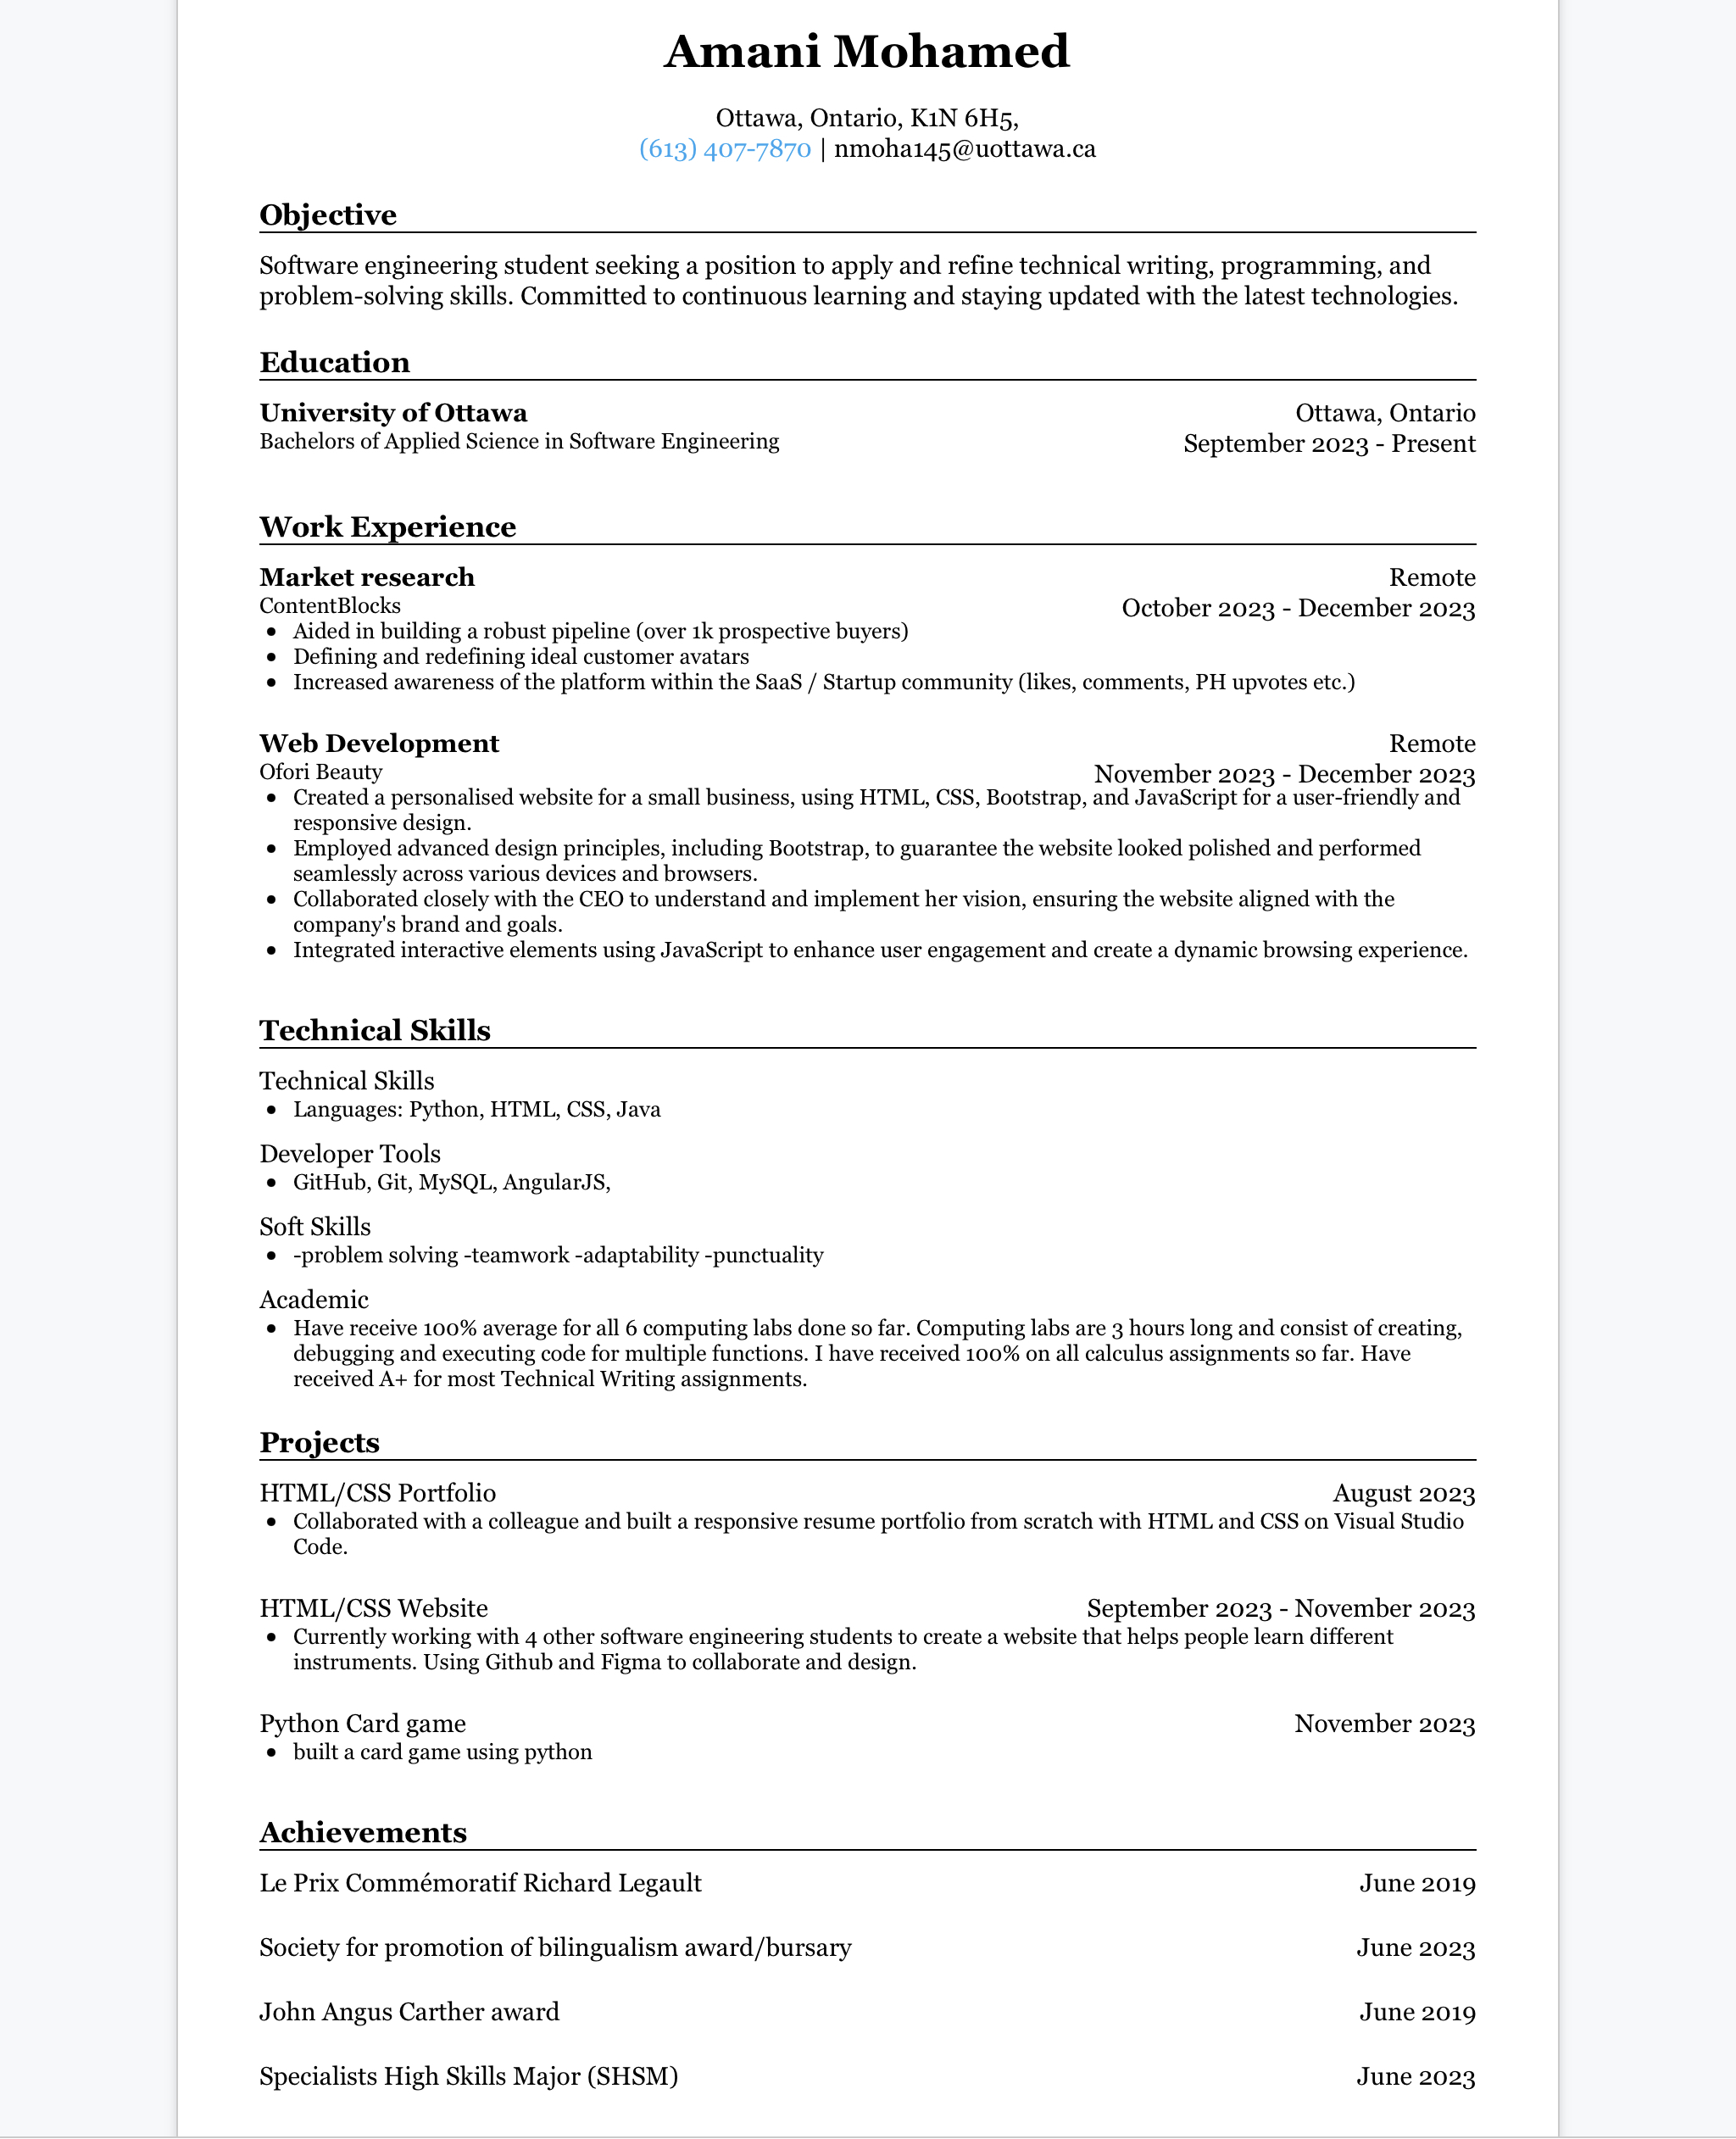 Amani Mohamed
Ottawa, Ontario, K1N 6H5,
(613) 407-7870 | nmoha145@uottawa.ca
Objective
Software engineering student seeking a position to apply and refine technical writing, programming, and
problem-solving skills. Committed to continuous learning and staying updated with the latest technologies.
Education
University of Ottawa Ottawa, Ontario
Bachelors of Applied Science in Software Engineering September 2023 - Present
Work Experience
Market research Remote
ContentBlocks October 2023 - December 2023
• Aided in building a robust pipeline (over 1k prospective buyers)
• Defining and redefining ideal customer avatars
• Increased awareness of the platform within the SaaS / Startup community (likes, comments, PH upvotes etc.)
Web Development Remote
Ofori Beauty November 2023 - December 2023
• Created a personalised website for a small business, using HTML, CSS, Bootstrap, and JavaScript for a user-friendly and
responsive design.
• Employed advanced design principles, including Bootstrap, to guarantee the website looked polished and performed
seamlessly across various devices and browsers.
• Collaborated closely with the CEO to understand and implement her vision, ensuring the website aligned with the
company's brand and goals.
• Integrated interactive elements using JavaScript to enhance user engagement and create a dynamic browsing experience.
Technical Skills
Technical Skills
• Languages: Python, HTML, CSS, Java
Developer Tools
• GitHub, Git, MySQL, AngularJS,
Soft Skills
• -problem solving -teamwork -adaptability -punctuality
Academic
• Have receive 100% average for all 6 computing labs done so far. Computing labs are 3 hours long and consist of creating,
debugging and executing code for multiple functions. I have received 100% on all calculus assignments so far. Have
received A+ for most Technical Writing assignments.
Projects
HTML/CSS Portfolio August 2023
• Collaborated with a colleague and built a responsive resume portfolio from scratch with HTML and CSS on Visual Studio
Code.
HTML/CSS Website September 2023 - November 2023
• Currently working with 4 other software engineering students to create a website that helps people learn different
instruments. Using Github and Figma to collaborate and design.
Python Card game November 2023
• built a card game using python
Achievements
Le Prix Commémoratif Richard Legault June 2019
Society for promotion of bilingualism award/bursary June 2023
John Angus Carther award June 2019
Specialists High Skills Major (SHSM) June 2023